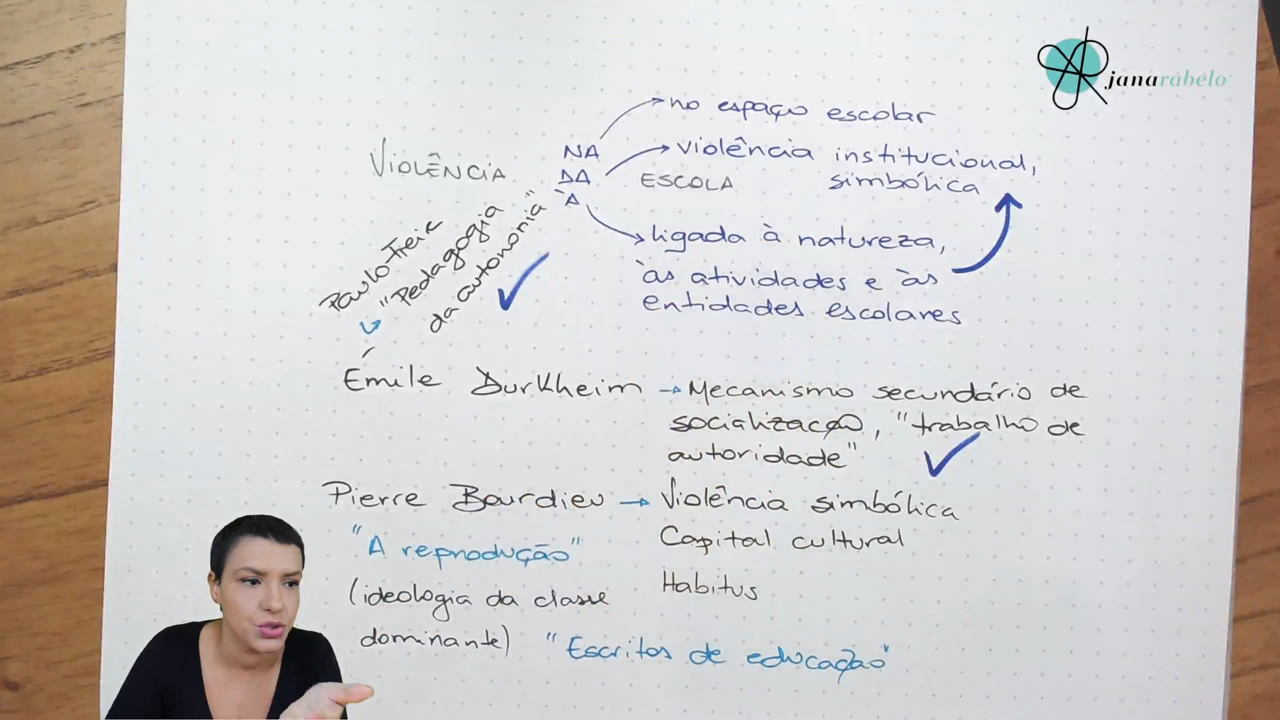 janarabelo
no espaço escolar
VIOLÊNCIA NA DA À ESCOLA
violência institucional,
simbólica
ligada à natureza,
às atividades e às
entidades escolares
Paulo Freire
"Pedagogia
da autonomia"
Émile Durkheim → Mecanismo secundário de
socialização, "trabalho de
autoridade"
Pierre Bourdieu → Violência simbólica
"A reprodução"
Capital cultural
(ideologia da classe
dominante)
Habitus
"Escritos de educação"